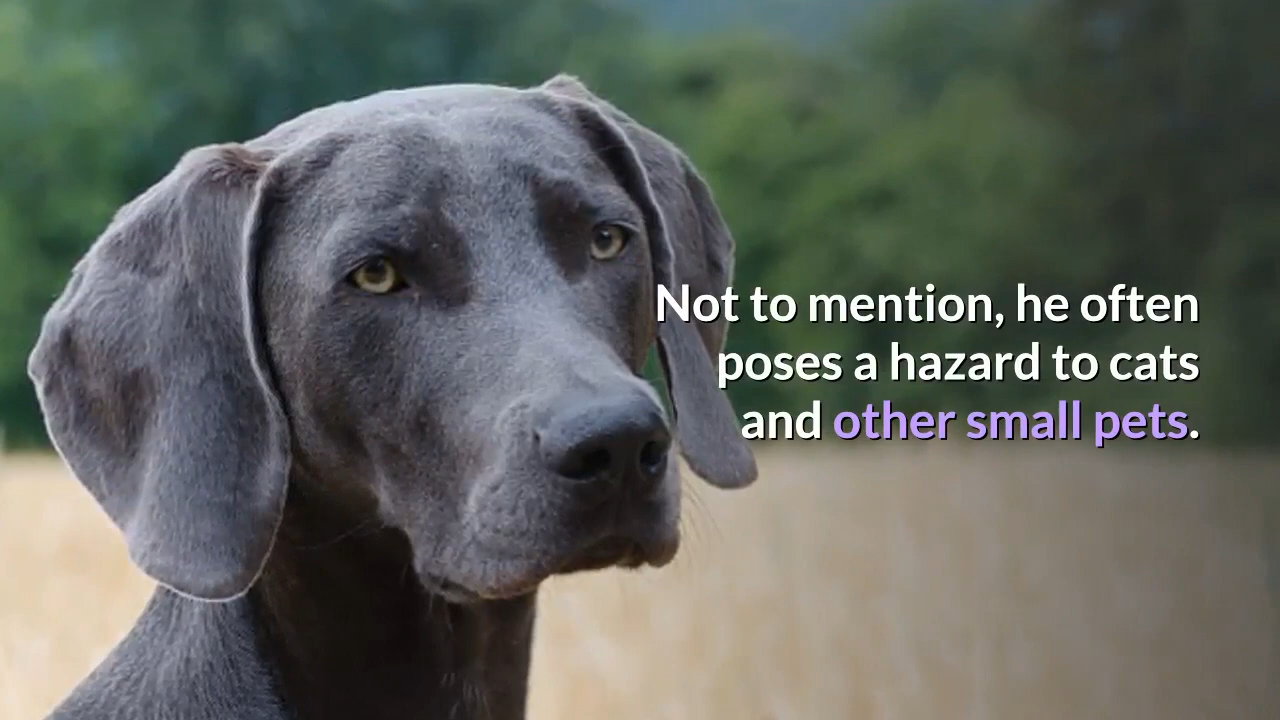 Not to mention, he often
poses a hazard to cats
and other small pets.